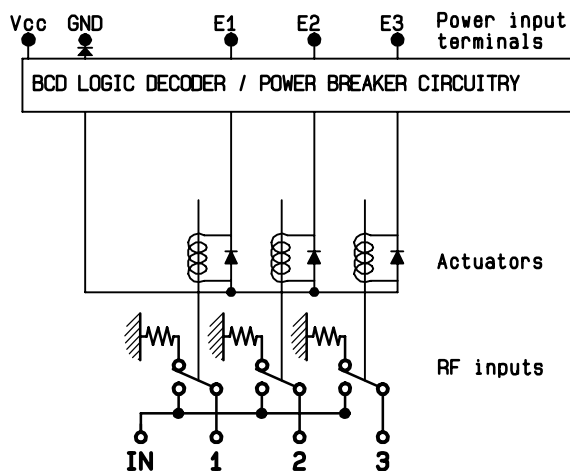 Vcc GND E1 E2 E3 Power input
terminals
BCD LOGIC DECODER / POWER BREAKER CIRCUITRY
Actuators
RF inputs
IN 1 2 3